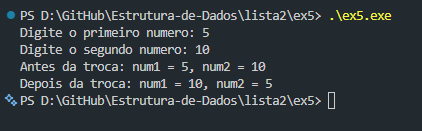 PS D:\GitHub\Estrutura-de-Dados\lista2\ex5> .\ex5.exe
Digite o primeiro numero: 5
Digite o segundo numero: 10
Antes da troca: num1 = 5, num2 = 10
Depois da troca: num1 = 10, num2 = 5
PS D:\GitHub\Estrutura-de-Dados\lista2\ex5>